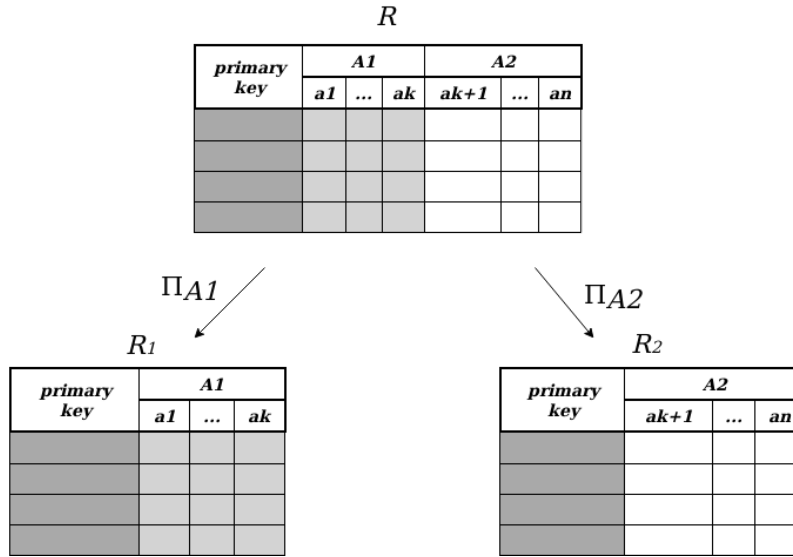 R
primary key
A1
A2
a1 ... ak ak+1 ... an
ΠA1
ΠA2
R1
R2
primary key
A1
a1 ... ak
primary key
A2
ak+1 ... an